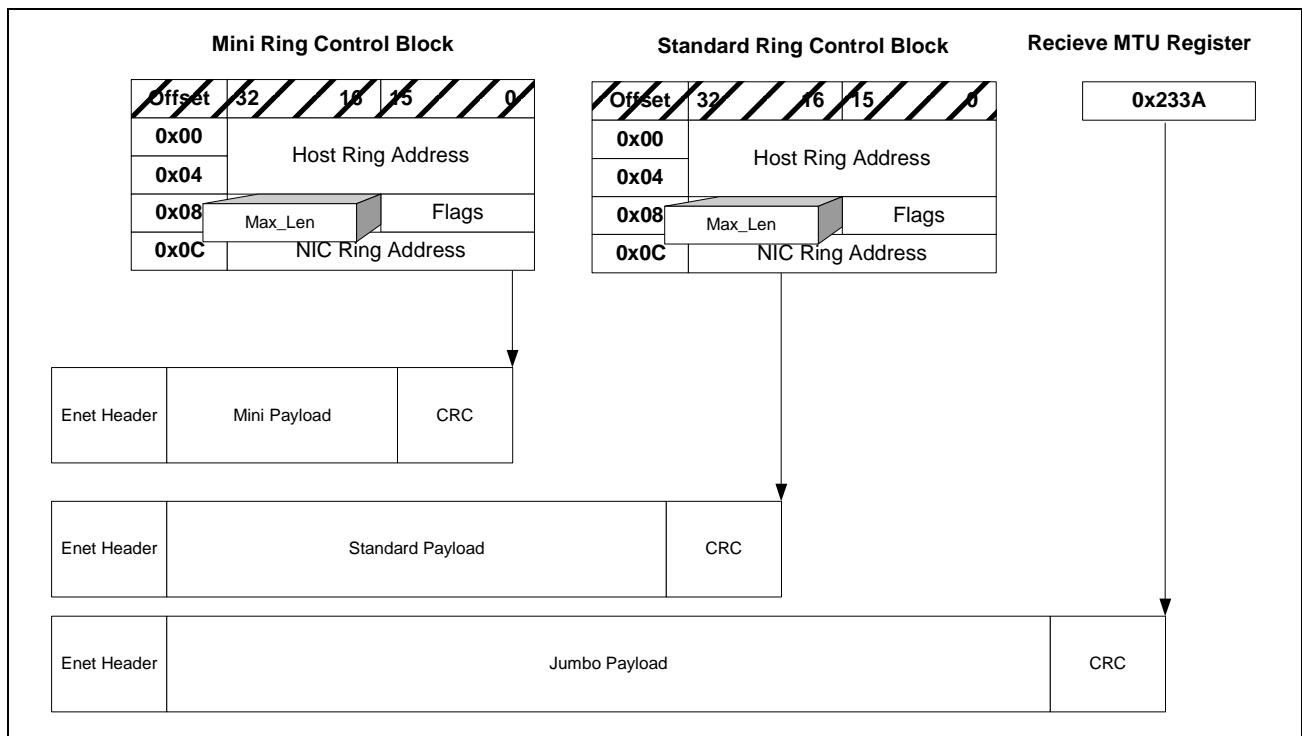 Mini Ring Control Block
Offset 32 16 15 0
0x00
Host Ring Address
0x04
0x08 Max_Len Flags
0x0C NIC Ring Address
Standard Ring Control Block
Offset 32 16 15 0
0x00
Host Ring Address
0x04
0x08 Max_Len Flags
0x0C NIC Ring Address
Recieve MTU Register
0x233A
Enet Header Mini Payload CRC
Enet Header Standard Payload CRC
Enet Header Jumbo Payload CRC